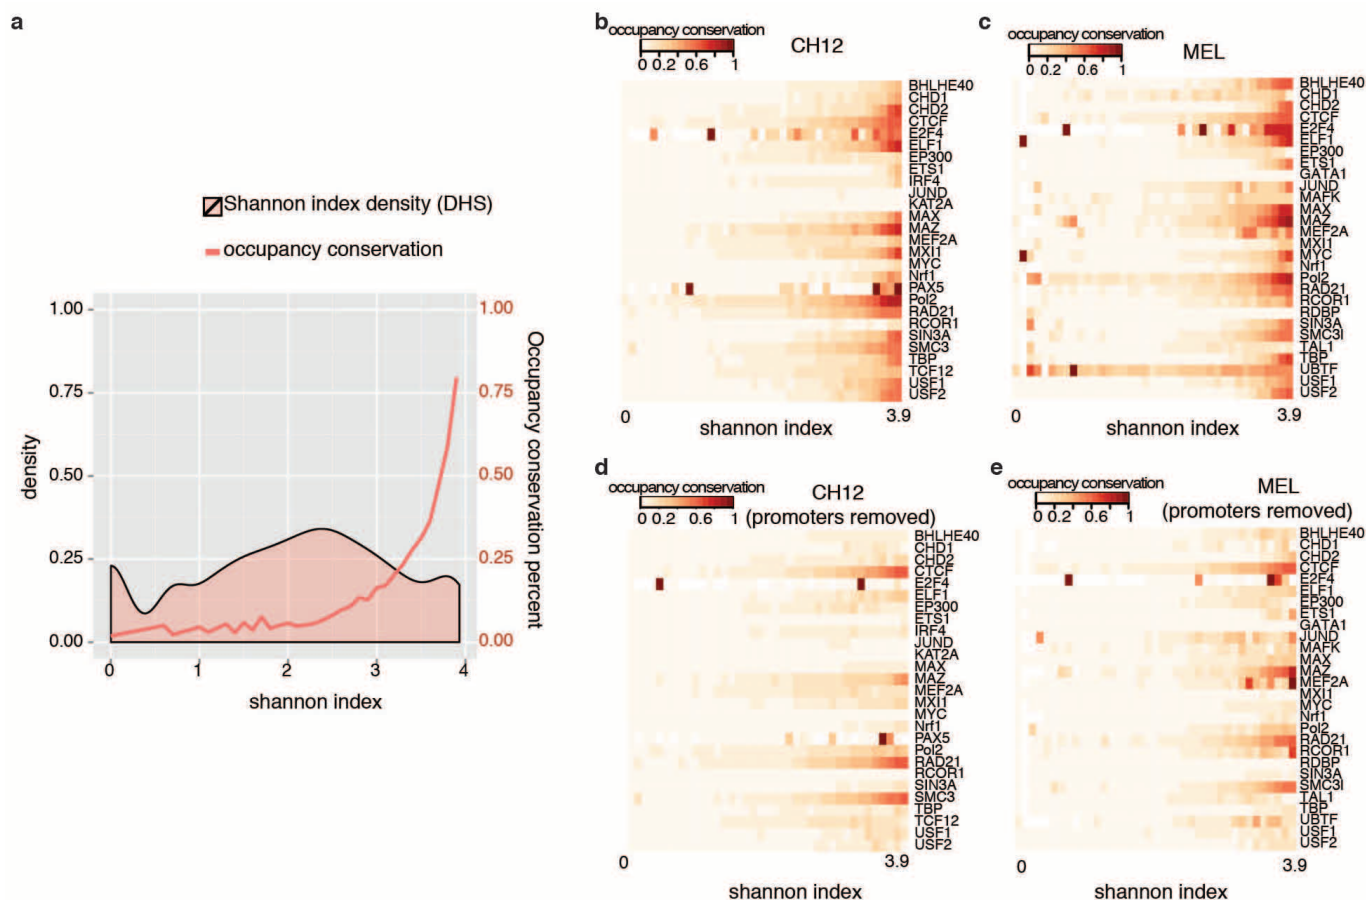 a
Shannon index density (DHS)
occupancy conservation
1.00
0.75
0.50
0.25
0.00
density
1.00
0.75
0.50
0.25
0.00
Occupancy conservation percent
0 1 2 3 4
shannon index
b
occupancy conservation
0 0.2 0.6 1
CH12
BHLHE40
CHD1
CHD2
CTCF
E2F4
ELF1
EP300
ETS1
IRF4
JUND
KAT2A
MAX
MAZ
MEF2A
MXI1
MYC
Nrf1
PAX5
Pol2
RAD21
RCOR1
SIN3A
SMC3
TBP
TCF12
USF1
USF2
0 3.9
shannon index
c
occupancy conservation
0 0.2 0.6 1
MEL
BHLHE40
CHD1
CHD2
CTCF
E2F4
ELF1
EP300
ETS1
GATA1
JUND
MAFK
MAX
MAZ
MEF2A
MXI1
MYC
Nrf1
Pol2
RAD21
RCOR1
RDBP
SIN3A
SMC3I
TAL1
TBP
UBTF
USF1
USF2
0 3.9
shannon index
d
occupancy conservation
0 0.2 0.6 1
CH12
(promoters removed)
BHLHE40
CHD1
CHD2
CTCF
E2F4
ELF1
EP300
ETS1
IRF4
JUND
KAT2A
MAX
MAZ
MEF2A
MXI1
MYC
Nrf1
PAX5
Pol2
RAD21
RCOR1
SIN3A
SMC3
TBP
TCF12
USF1
USF2
0 3.9
shannon index
e
occupancy conservation
0 0.2 0.6 1
MEL
(promoters removed)
BHLHE40
CHD1
CHD2
CTCF
E2F4
ELF1
EP300
ETS1
GATA1
JUND
MAFK
MAX
MAZ
MEF2A
MXI1
MYC
Nrf1
Pol2
RAD21
RCOR1
RDBP
SIN3A
SMC3I
TAL1
TBP
UBTF
USF1
USF2
0 3.9
shannon index